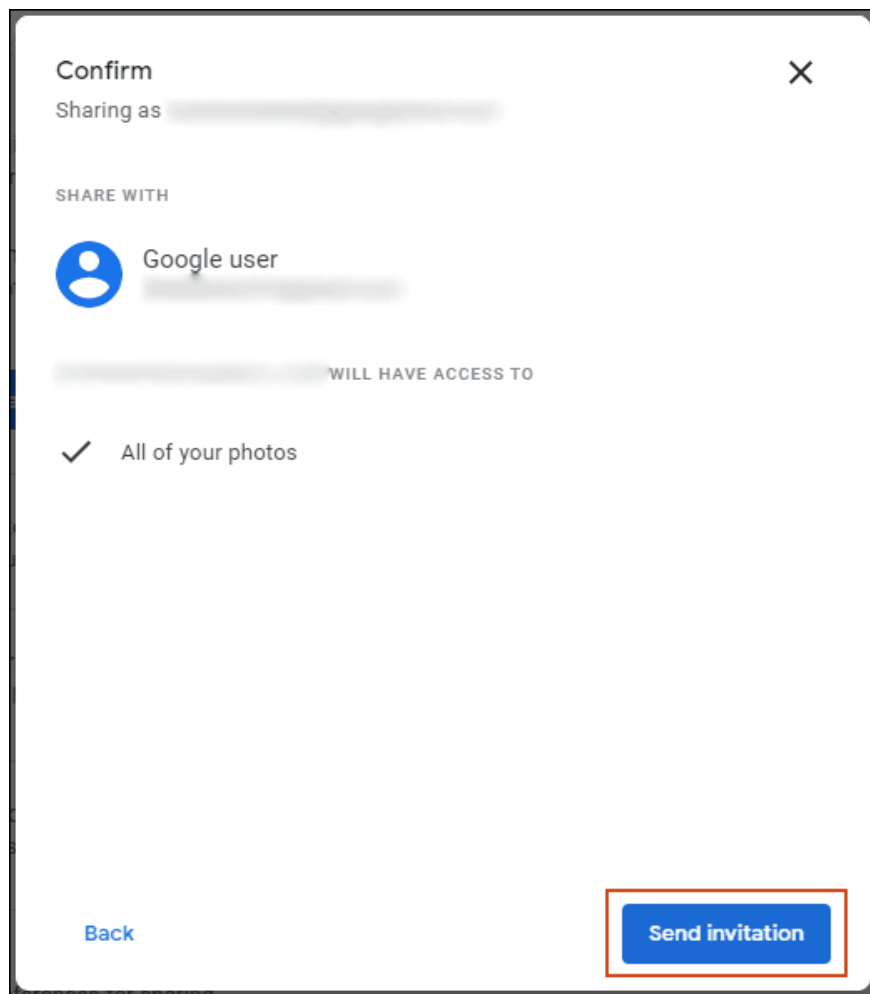 Confirm
Sharing as
SHARE WITH
Google user
WILL HAVE ACCESS TO
All of your photos
Back
Send invitation